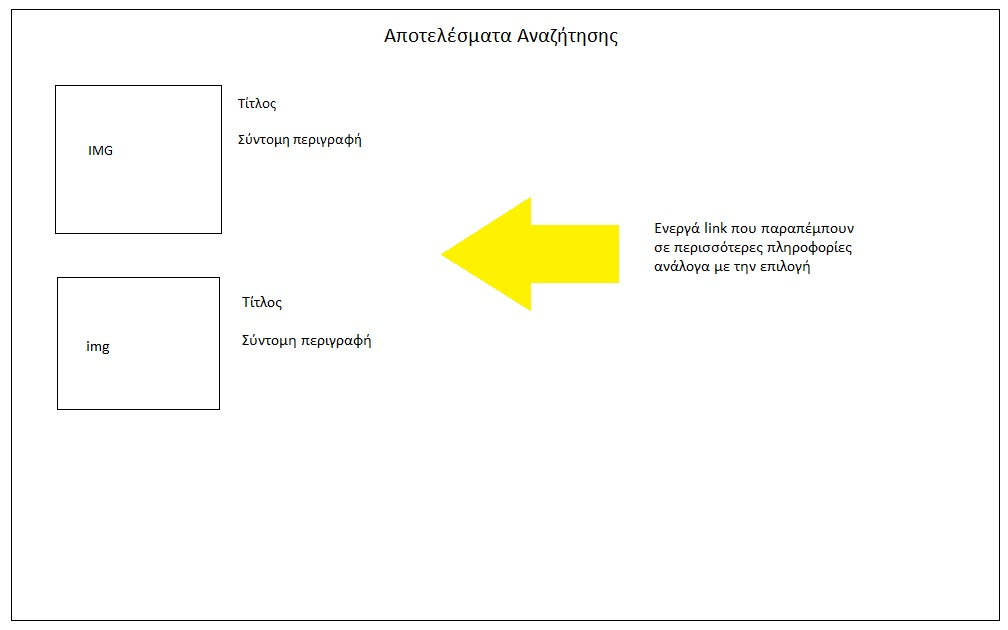 Αποτελέσματα Αναζήτησης
Τίτλος
IMG
Σύντομη περιγραφή
Ενεργά link που παραπέμπουν
σε περισσότερες πληροφορίες
ανάλογα με την επιλογή
Τίτλος
Σύντομη περιγραφή
img